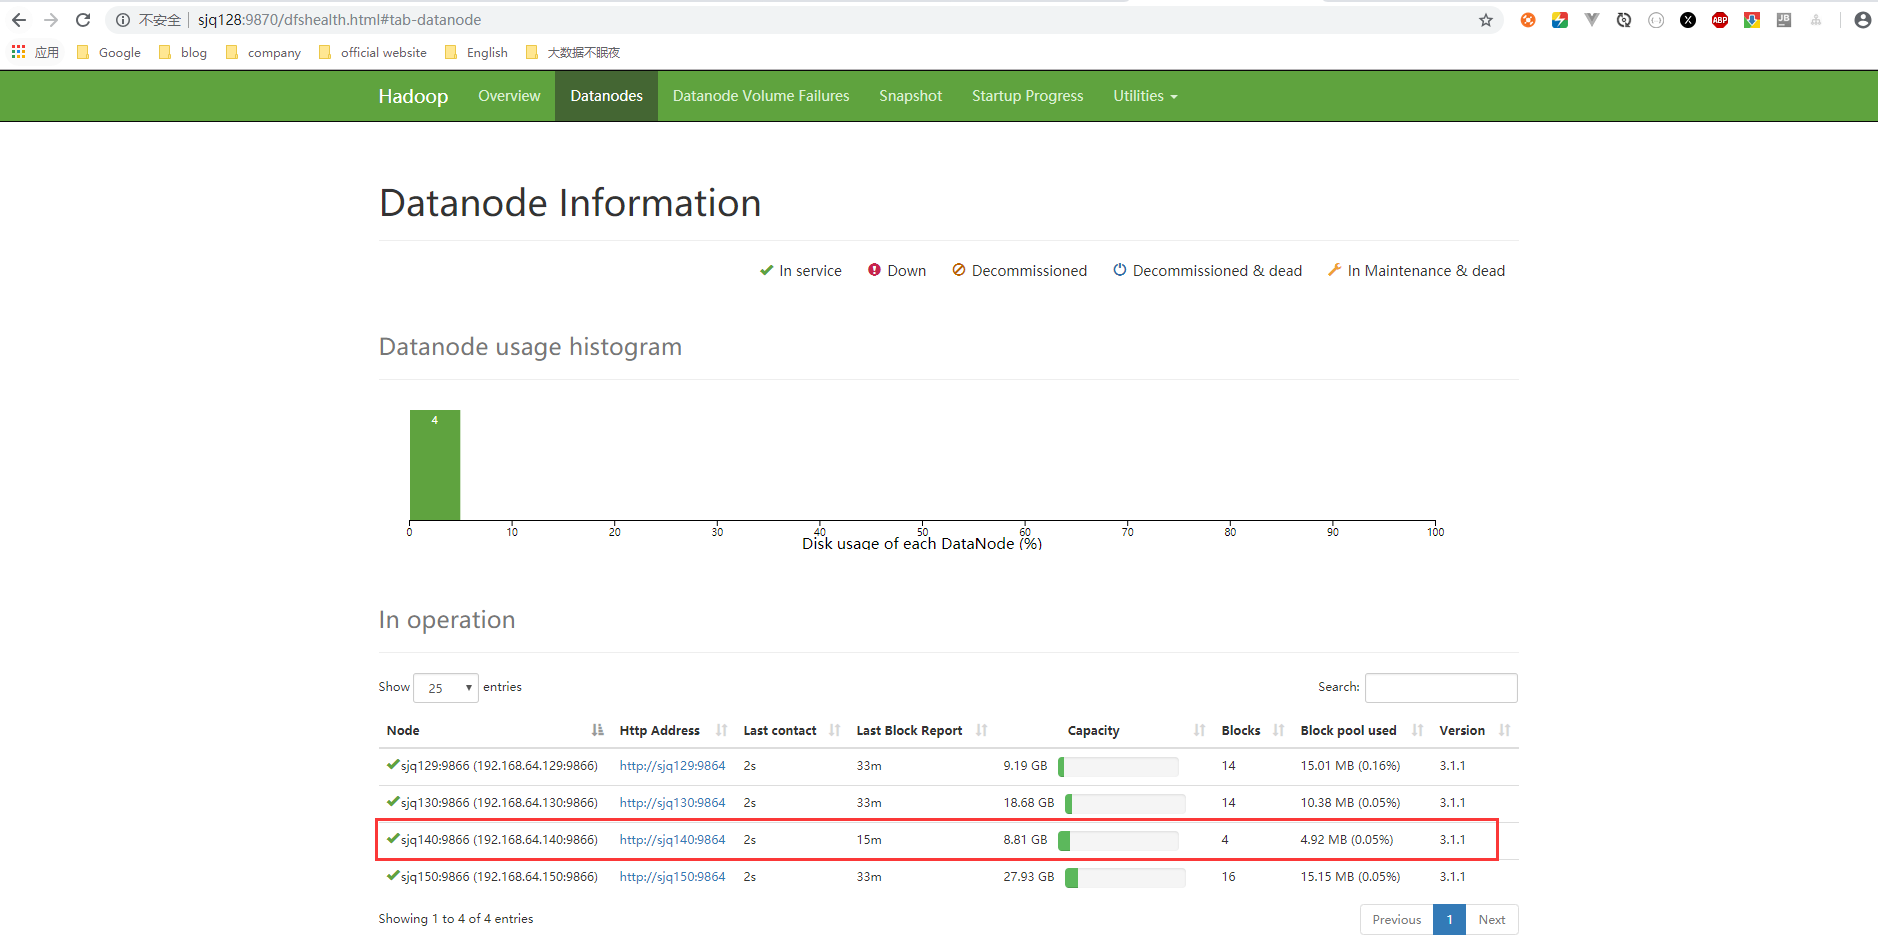 不安全 sjq128:9870/dfshealth.html#tab-datanode
ABP JB
应用 Google blog company official website English 大数据不眠夜
Hadoop Overview Datanodes Datanode Volume Failures Snapshot Startup Progress Utilities
Datanode Information
In service Down Decommissioned Decommissioned & dead In Maintenance & dead
Datanode usage histogram
4
0 10 20 30 40 50 60 70 80 90 100
Disk usage of each DataNode (%)
In operation
Show 25 entries Search:
Node Http Address Last contact Last Block Report Capacity Blocks Block pool used Version
sjq129:9866 (192.168.64.129:9866) http://sjq129:9864 2s 33m 9.19 GB 14 15.01 MB (0.16%) 3.1.1
sjq130:9866 (192.168.64.130:9866) http://sjq130:9864 2s 33m 18.68 GB 14 10.38 MB (0.05%) 3.1.1
sjq140:9866 (192.168.64.140:9866) http://sjq140:9864 2s 15m 8.81 GB 4 4.92 MB (0.05%) 3.1.1
sjq150:9866 (192.168.64.150:9866) http://sjq150:9864 2s 33m 27.93 GB 16 15.15 MB (0.05%) 3.1.1
Showing 1 to 4 of 4 entries Previous 1 Next